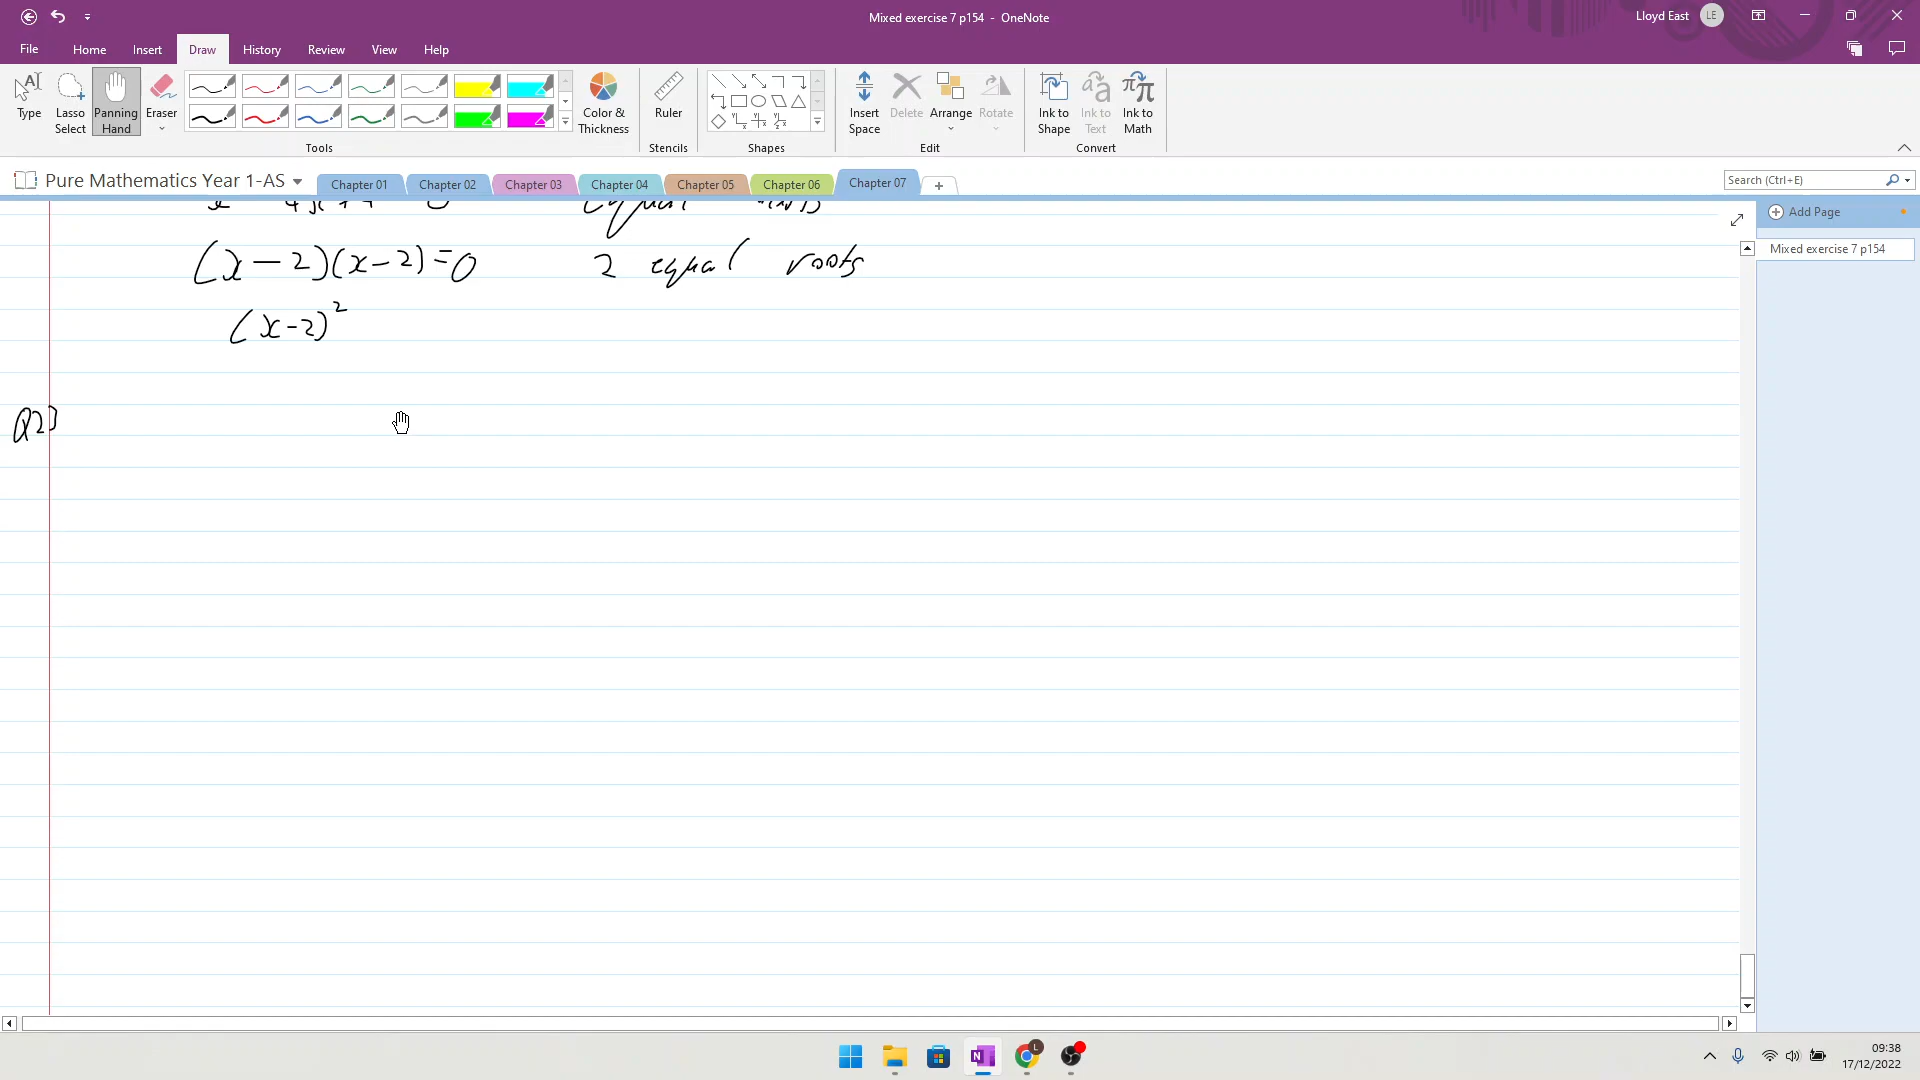 Mixed exercise 7 p154 - OneNote
Lloyd East
LE
File Home Insert Draw History Review View Help
Type
Lasso Select
Panning Hand
Eraser
Color & Thickness
Ruler
Insert Space
Delete
Arrange
Rotate
Ink to Shape
Ink to Text
Ink to Math
Tools
Stencils
Shapes
Edit
Convert
Pure Mathematics Year 1-AS
Chapter 01 Chapter 02 Chapter 03 Chapter 04 Chapter 05 Chapter 06 Chapter 07
Search (Ctrl+E)
Add Page
Mixed exercise 7 p154
equal
(x-2)(x-2)=0 2 equal roots
(x-2)²
Q23
09:38
17/12/2022